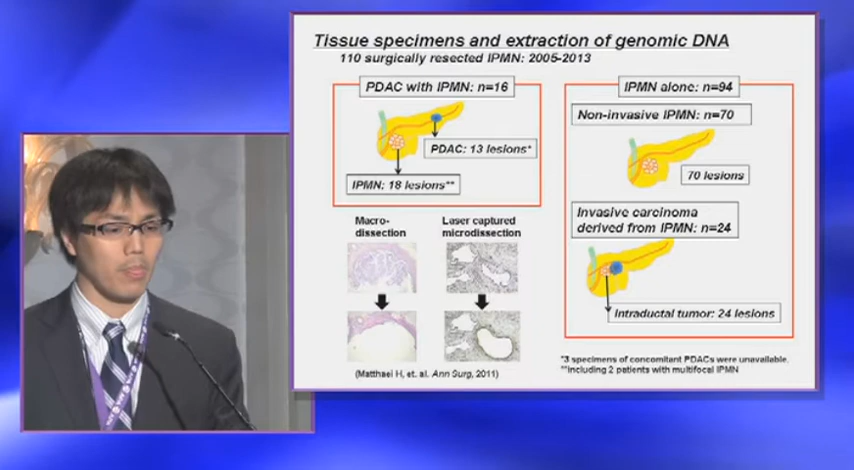 Tissue specimens and extraction of genomic DNA
110 surgically resected IPMN: 2005-2013
PDAC with IPMN: n=16
PDAC: 13 lesions*
IPMN: 18 lesions**
Macro-
dissection
Laser captured
microdissection
(Matthaei H, et. al. Ann Surg, 2011)
IPMN alone: n=94
Non-invasive IPMN: n=70
70 lesions
Invasive carcinoma
derived from IPMN: n=24
Intraductal tumor: 24 lesions
*3 specimens of concomitant PDACs were unavailable.
**including 2 patients with multifocal IPMN